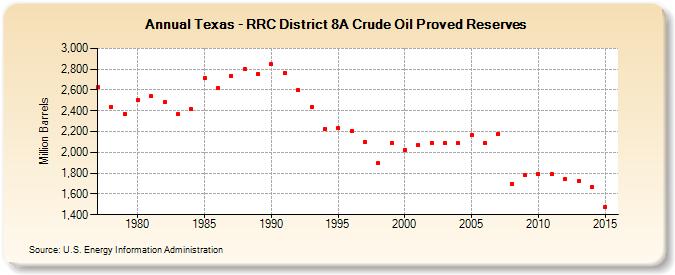 Annual Texas - RRC District 8A Crude Oil Proved Reserves
Million Barrels
3,000
2,800
2,600
2,400
2,200
2,000
1,800
1,600
1,400
1980 1985 1990 1995 2000 2005 2010 2015
Source: U.S. Energy Information Administration